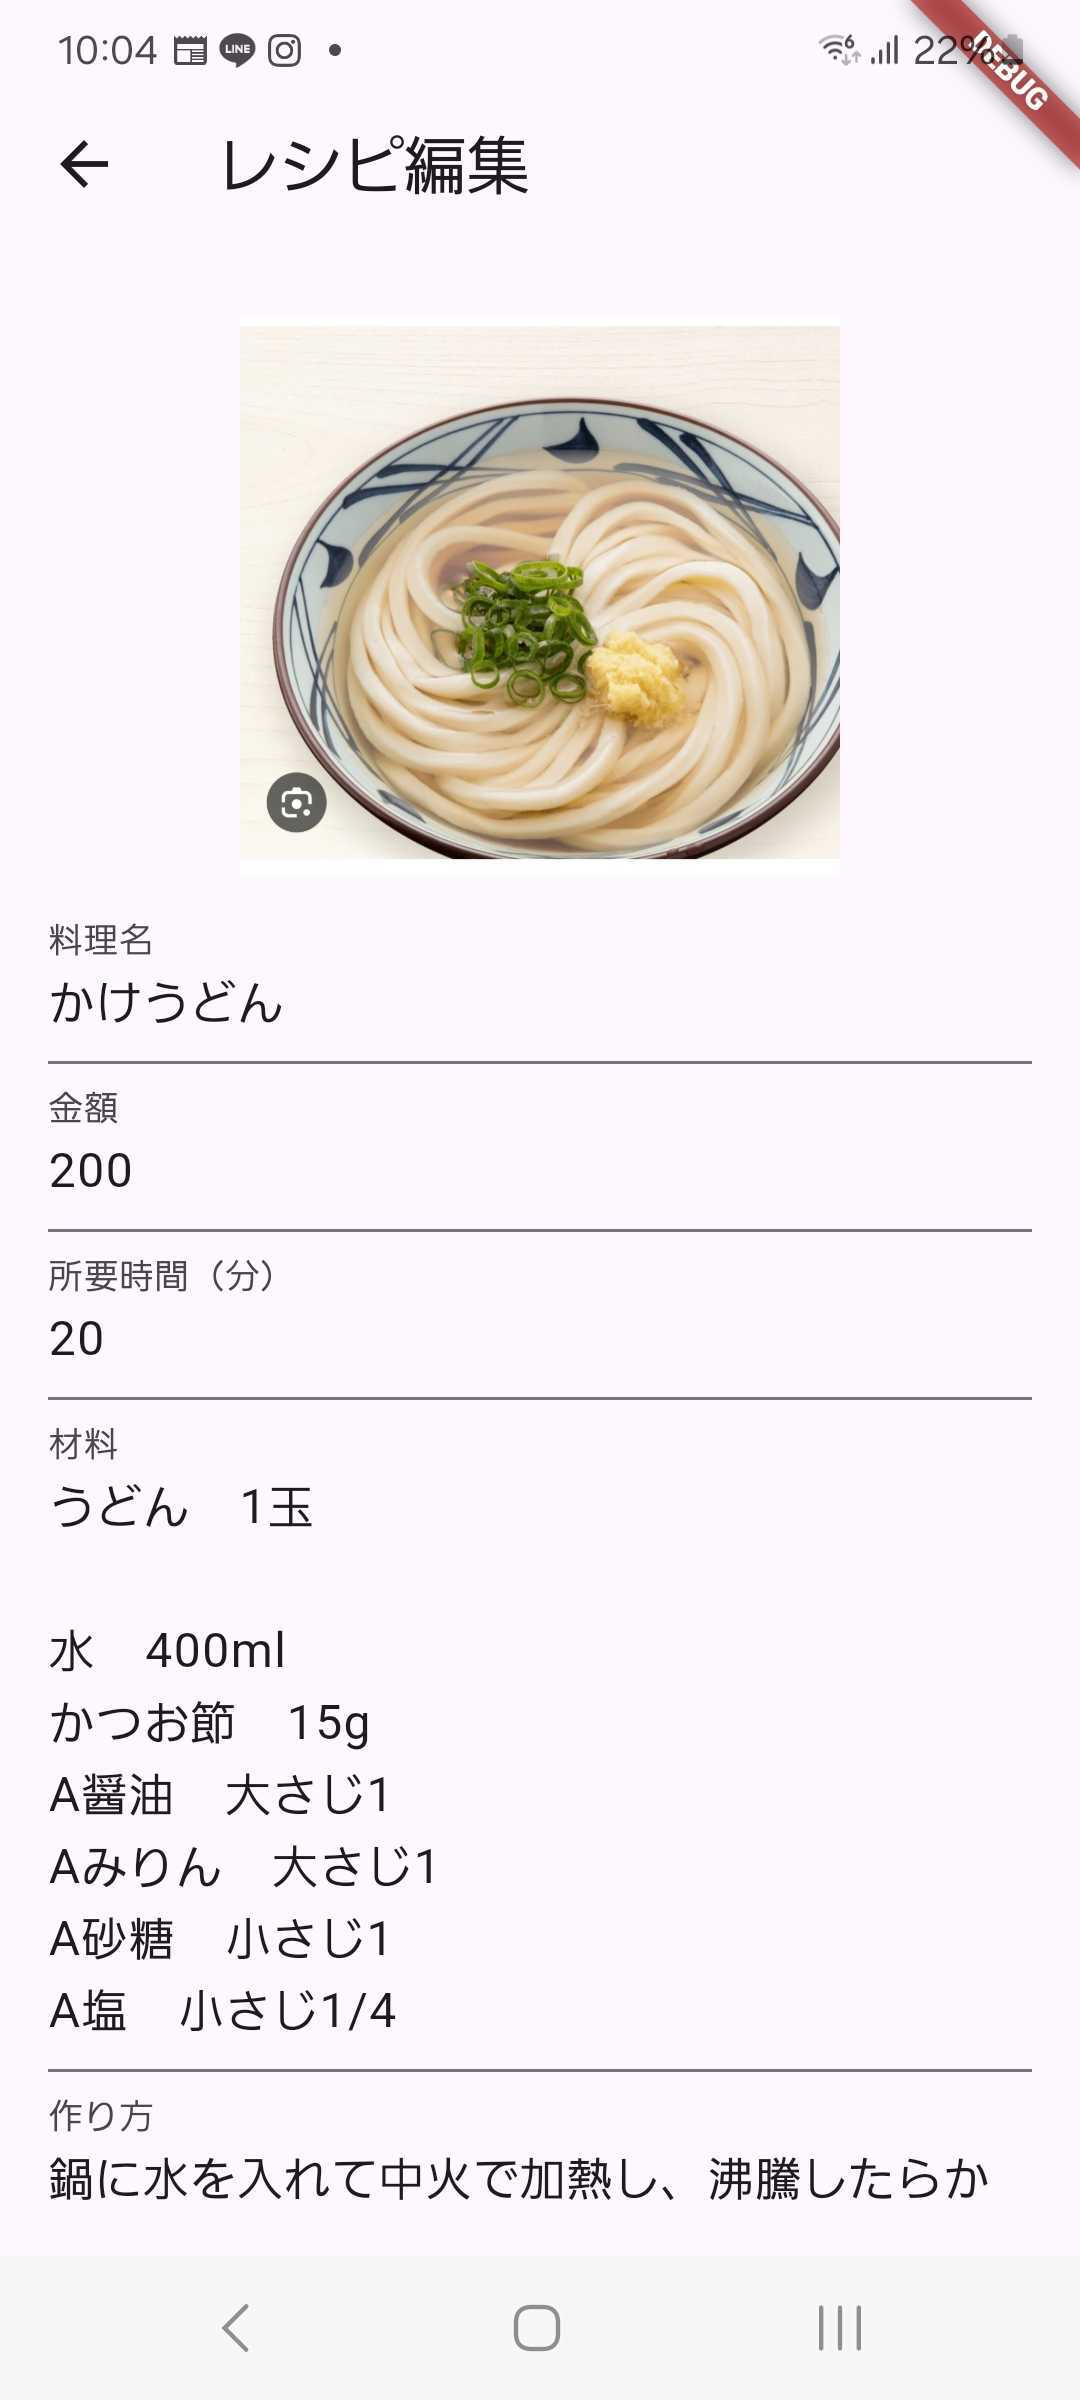 10:04 LINE 6 22%
DEBUG
レシピ編集
料理名
かけうどん
金額
200
所要時間（分）
20
材料
うどん　1玉
水　400ml
かつお節　15g
A醤油　大さじ1
Aみりん　大さじ1
A砂糖　小さじ1
A塩　小さじ1/4
作り方
鍋に水を入れて中火で加熱し、沸騰したらか